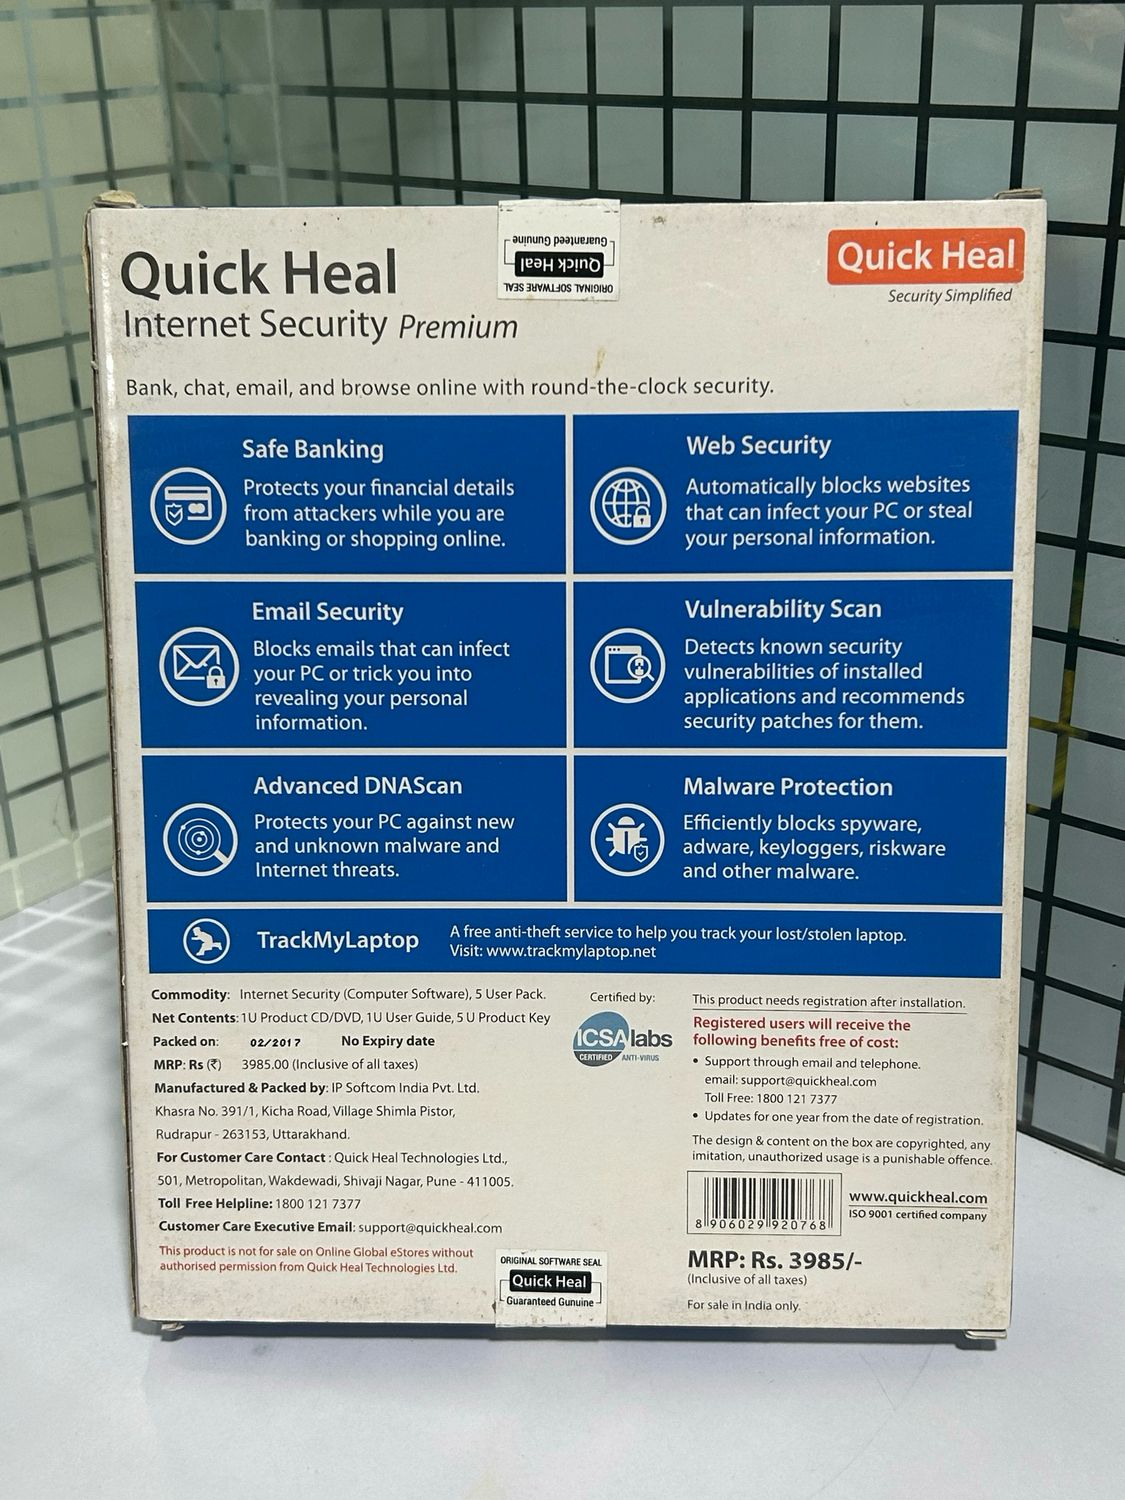 Quick Heal
Internet Security Premium
ORIGINAL SOFTWARE SEAL
Quick Heal
Guaranteed Gunuine
Quick Heal
Security Simplified
Bank, chat, email, and browse online with round-the-clock security.
Safe Banking
Protects your financial details
from attackers while you are
banking or shopping online.
Web Security
Automatically blocks websites
that can infect your PC or steal
your personal information.
Email Security
Blocks emails that can infect
your PC or trick you into
revealing your personal
information.
Vulnerability Scan
Detects known security
vulnerabilities of installed
applications and recommends
security patches for them.
Advanced DNAScan
Protects your PC against new
and unknown malware and
Internet threats.
Malware Protection
Efficiently blocks spyware,
adware, keyloggers, riskware
and other malware.
TrackMyLaptop
A free anti-theft service to help you track your lost/stolen laptop.
Visit: www.trackmylaptop.net
Commodity: Internet Security (Computer Software), 5 User Pack.
Net Contents: 1U Product CD/DVD, 1U User Guide, 5 U Product Key
Packed on: 02/2017 No Expiry date
MRP: Rs (₹) 3985.00 (Inclusive of all taxes)
Manufactured & Packed by: IP Softcom India Pvt. Ltd.
Khasra No. 391/1, Kicha Road, Village Shimla Pistor,
Rudrapur - 263153, Uttarakhand.
For Customer Care Contact : Quick Heal Technologies Ltd.,
501, Metropolitan, Wakdewadi, Shivaji Nagar, Pune - 411005.
Toll Free Helpline: 1800 121 7377
Customer Care Executive Email: support@quickheal.com
This product is not for sale on Online Global eStores without
authorised permission from Quick Heal Technologies Ltd.
Certified by:
ICSAlabs
CERTIFIED ANTI-VIRUS
This product needs registration after installation.
Registered users will receive the
following benefits free of cost:
• Support through email and telephone.
email: support@quickheal.com
Toll Free: 1800 121 7377
• Updates for one year from the date of registration.
The design & content on the box are copyrighted, any
imitation, unauthorized usage is a punishable offence.
8 906029 920768
www.quickheal.com
ISO 9001 certified company
MRP: Rs. 3985/-
(Inclusive of all taxes)
For sale in India only.
ORIGINAL SOFTWARE SEAL
Quick Heal
Guaranteed Gunuine